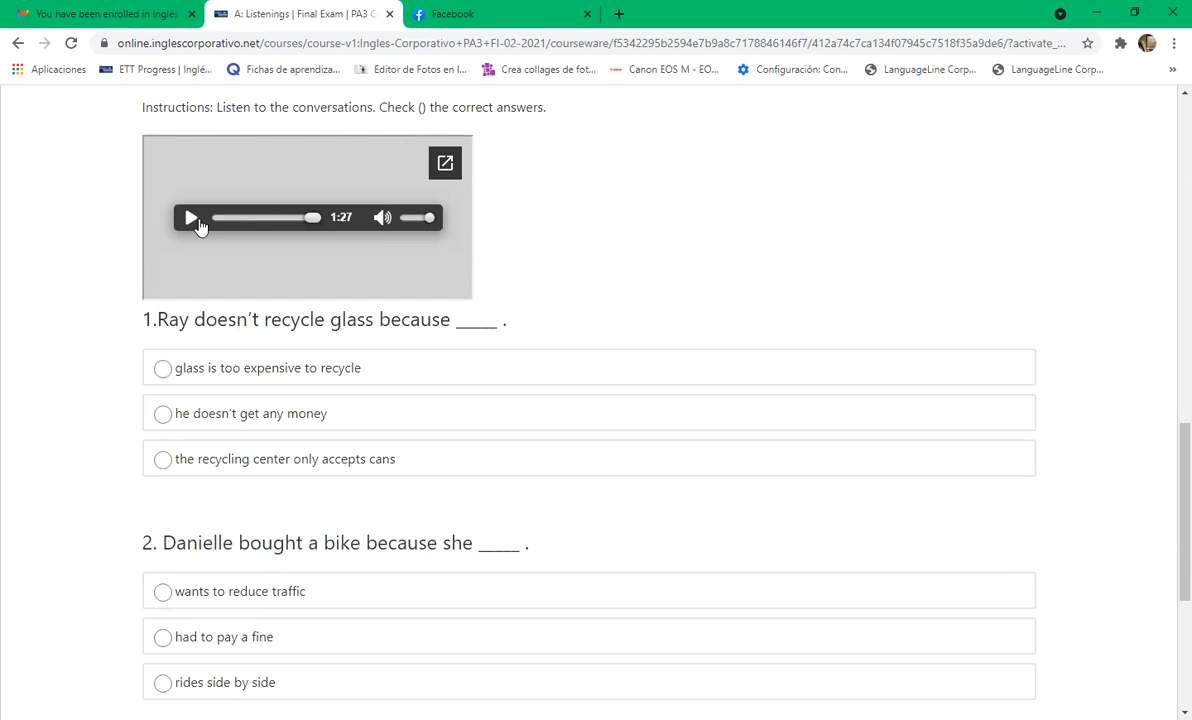 You have been enrolled in Inglés
A: Listenings | Final Exam | PA3 C
Facebook
online.inglescorporativo.net/courses/course-v1:Ingles-Corporativo+PA3+FI-02-2021/courseware/f5342295b2594e7b9a8c7178846146f7/412a74c7ca134f07945c7518f35a9de6/?activate_...
Aplicaciones
ETT Progress | Inglé...
Fichas de aprendiza...
Editor de Fotos en l...
Crea collages de fot...
Canon EOS M - EO...
Configuración: Con...
LanguageLine Corp...
LanguageLine Corp...
»
Instructions: Listen to the conversations. Check () the correct answers.
1:27
1.Ray doesn't recycle glass because _____ .
glass is too expensive to recycle
he doesn't get any money
the recycling center only accepts cans
2. Danielle bought a bike because she _____ .
wants to reduce traffic
had to pay a fine
rides side by side